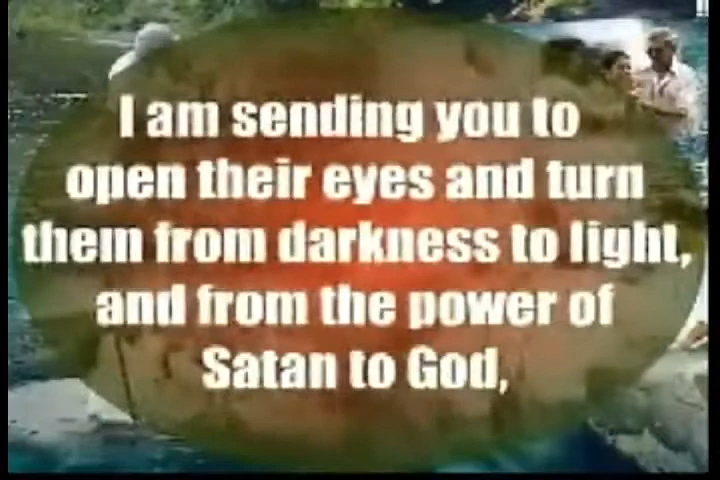 I am sending you to
open their eyes and turn
them from darkness to light,
and from the power of
Satan to God,